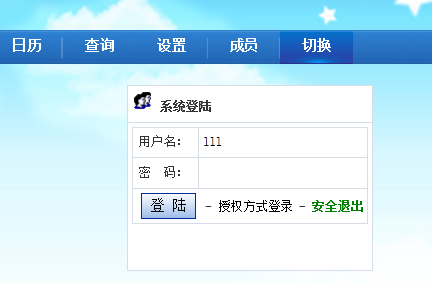 日历 查询 设置 成员 切换
系统登陆
用户名： 111
密 码：
登 陆 - 授权方式登录 - 安全退出